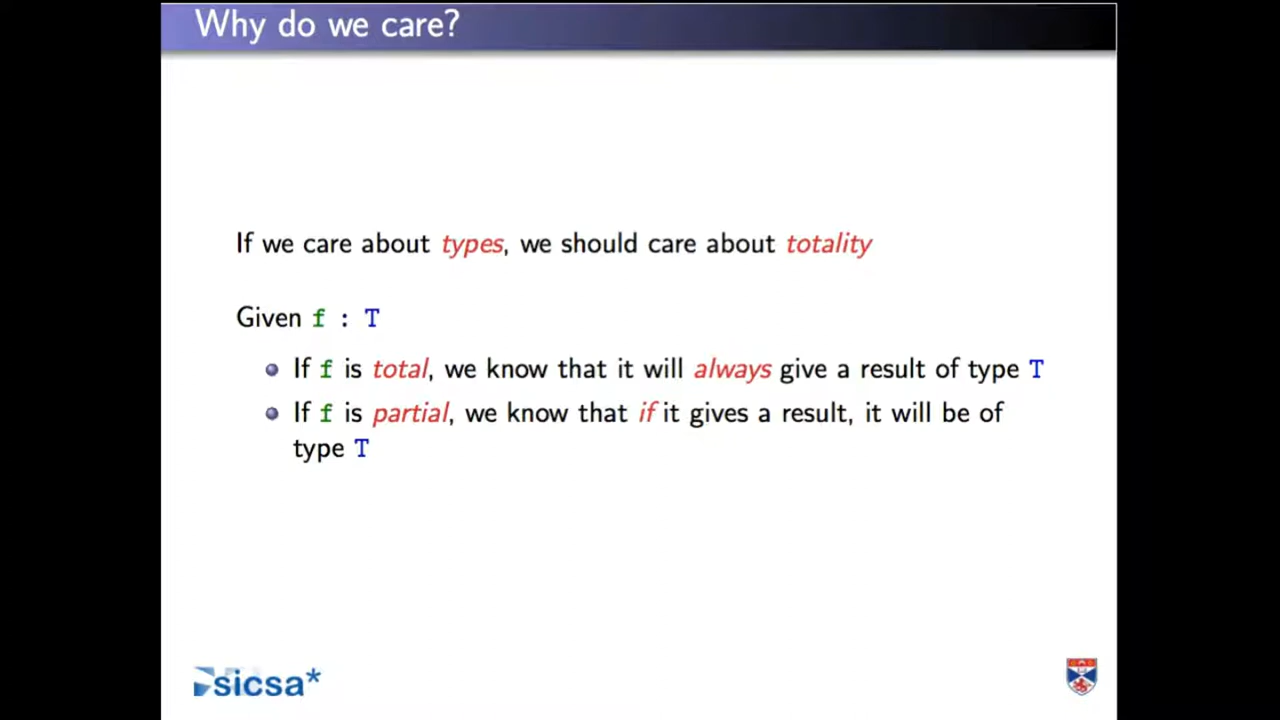 Why do we care?
If we care about types, we should care about totality
Given f : T
If f is total, we know that it will always give a result of type T
If f is partial, we know that if it gives a result, it will be of
type T
sicsa*